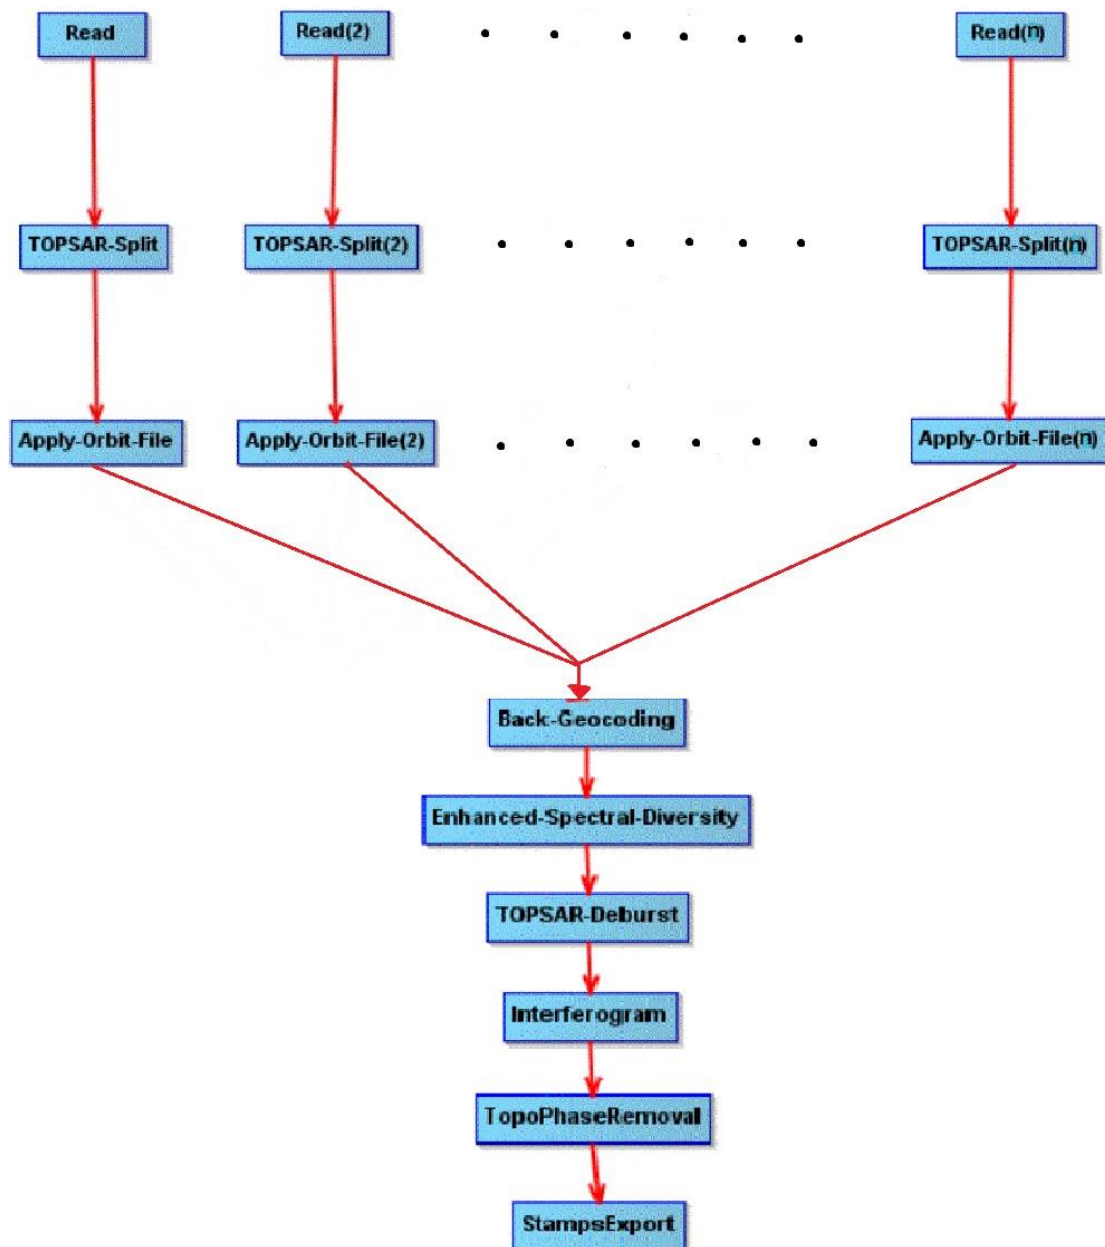 Read
Read(2)
Read(n)
TOPSAR-Split
TOPSAR-Split(2)
TOPSAR-Split(n)
Apply-Orbit-File
Apply-Orbit-File(2)
Apply-Orbit-File(n)
Back-Geocoding
Enhanced-Spectral-Diversity
TOPSAR-Deburst
Interferogram
TopoPhaseRemoval
StampsExport